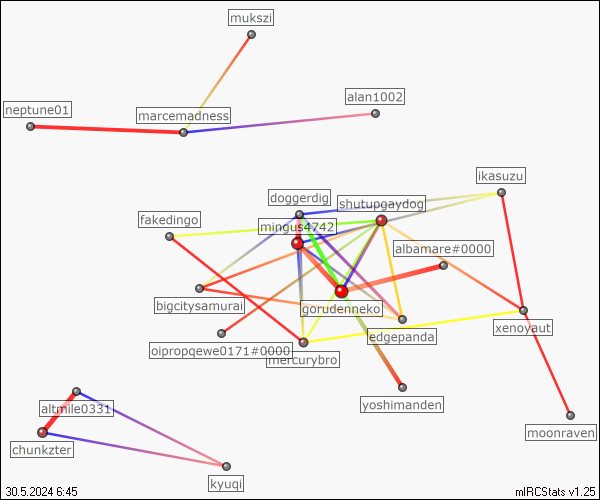 mukszi
alan1002
neptune01
marcemadness
ikasuzu
doggerdig
shutupgaydog
fakedingo
mingus4742
albamare#0000
bigcitysamurai
gorudenneko
edgepanda
xenoyaut
oipropqewe0171#0000
mercurybro
altmile0331
yoshimanden
moonraven
chunkzter
kyuqi
30.5.2024 6:45
mIRCStats v1.25